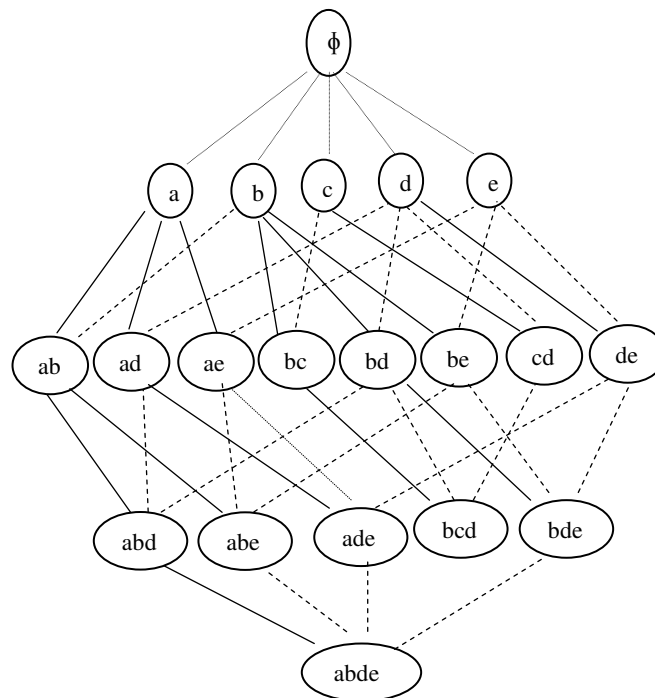 ϕ
a b c d e
ab ad ae bc bd be cd de
abd abe ade bcd bde
abde